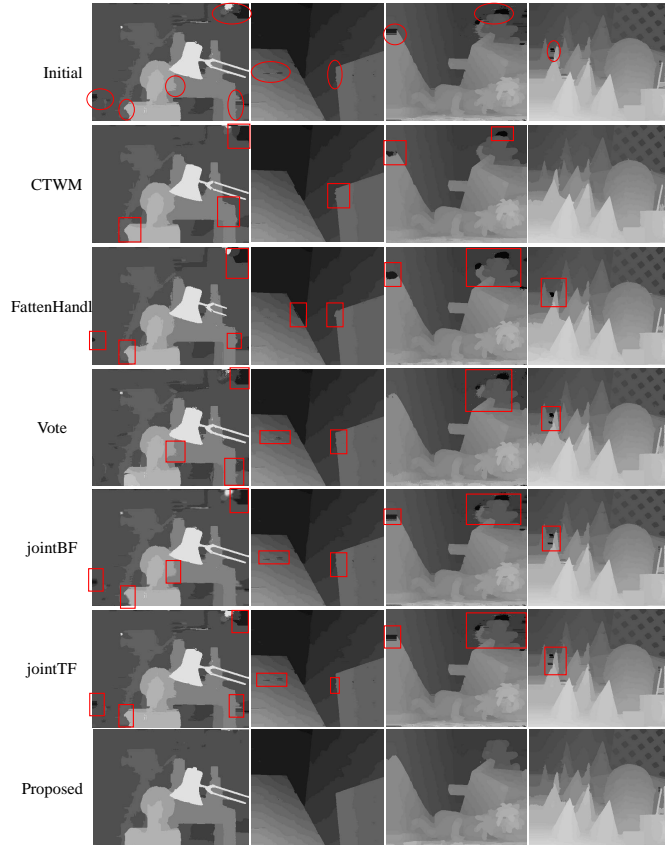 Initial
CTWM
FattenHandl
Vote
jointBF
jointTF
Proposed